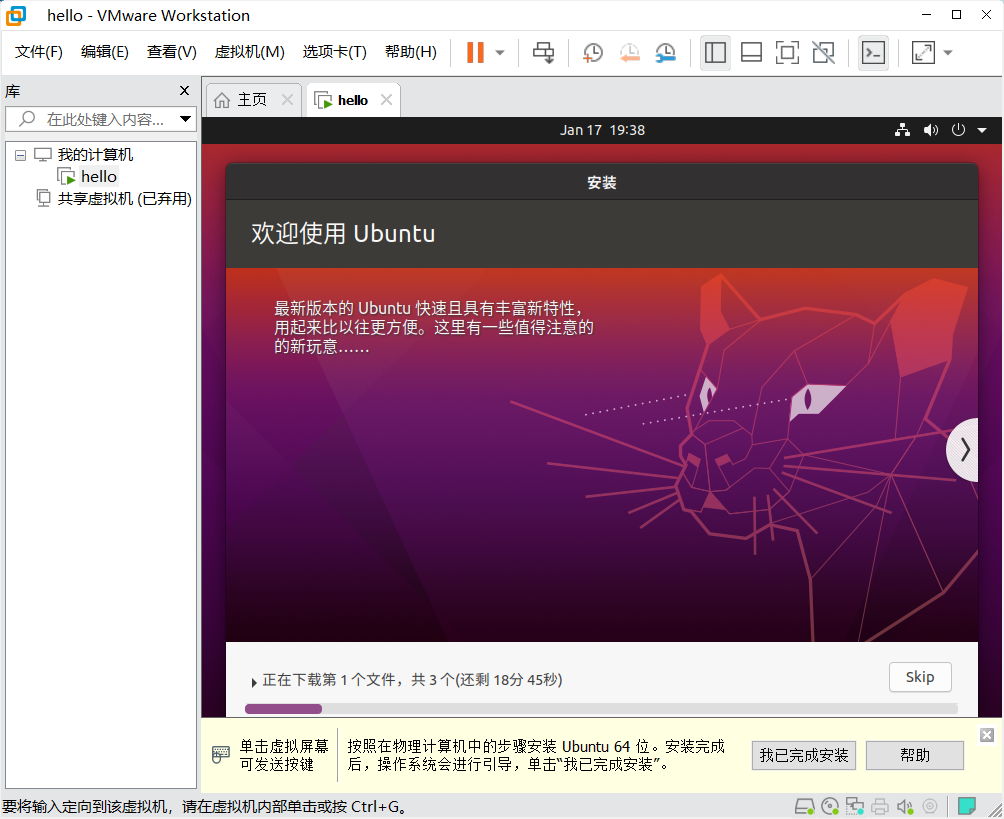 hello - VMware Workstation
文件(F) 编辑(E) 查看(V) 虚拟机(M) 选项卡(T) 帮助(H)
库
在此处键入内容...
我的计算机
hello
共享虚拟机 (已弃用)
主页 hello
Jan 17 19:38
安装
欢迎使用 Ubuntu
最新版本的 Ubuntu 快速且具有丰富新特性，
用起来比以往更方便。这里有一些值得注意的
的新玩意……
正在下载第 1 个文件，共 3 个(还剩 18分 45秒)
Skip
单击虚拟屏幕
可发送按键
按照在物理计算机中的步骤安装 Ubuntu 64 位。安装完成
后，操作系统会进行引导，单击“我已完成安装”。
我已完成安装
帮助
要将输入定向到该虚拟机，请在虚拟机内部单击或按 Ctrl+G。